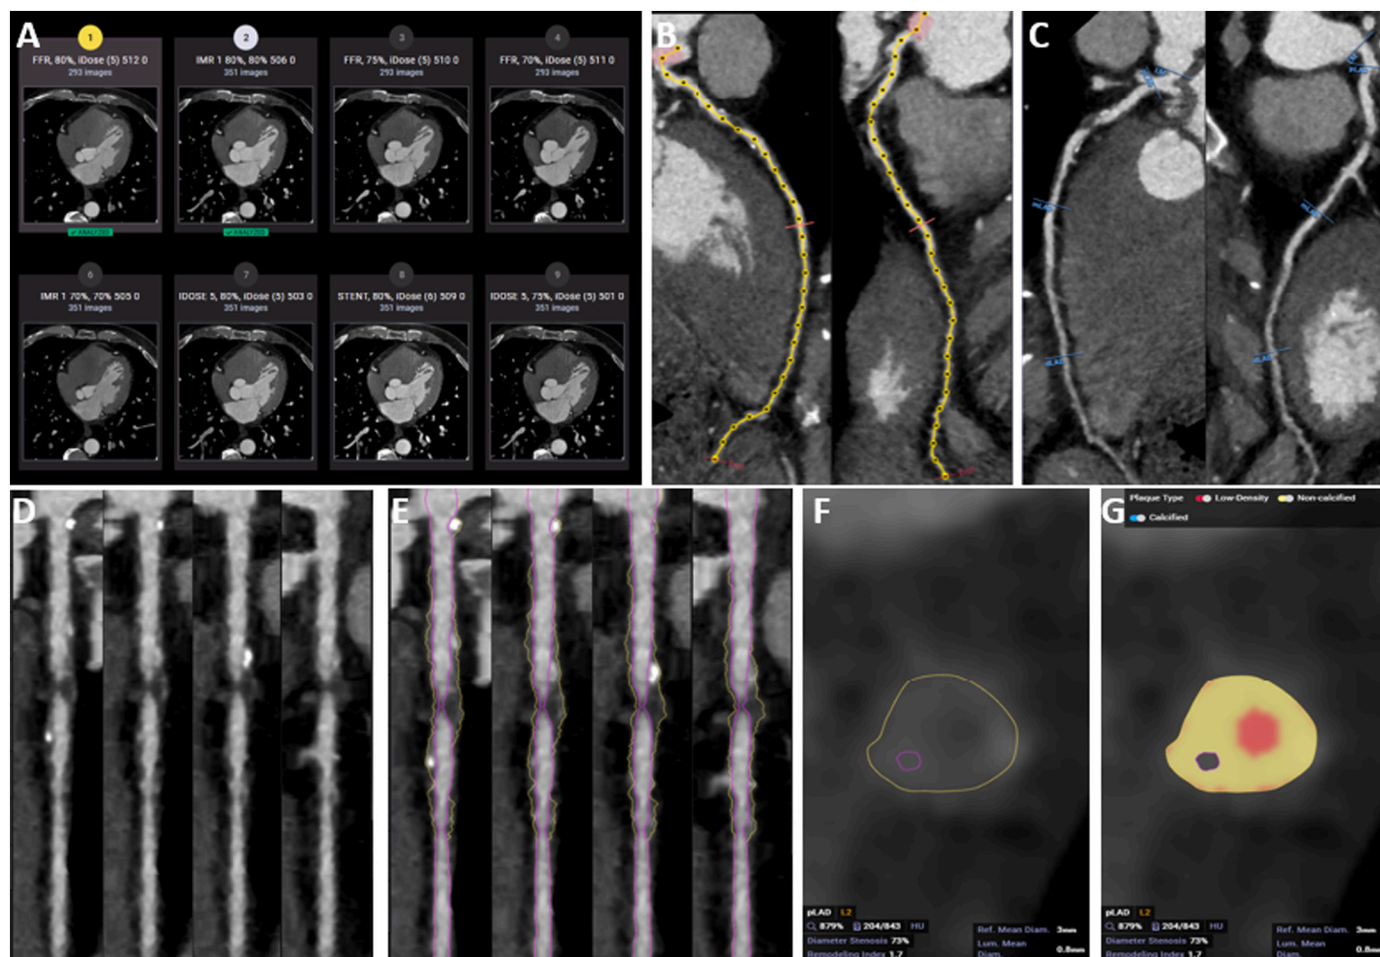 A
1
2
3
4
FFR, 80%, iDose (5) 512 0
293 images
IMR 1 80%, 80% 506 0
351 images
FFR, 75%, iDose (5) 510 0
293 images
FFR, 70%, iDose (5) 511 0
293 images
✓ ANALYZED
✓ ANALYZED
6
7
8
9
IMR 1 70%, 70% 505 0
351 images
IDOSE 5, 80%, iDose (5) 503 0
351 images
STENT, 80%, iDose (6) 509 0
351 images
IDOSE 5, 75%, iDose (5) 501 0
351 images
B
C
mLAD
mLAD
dLAD
dLAD
D
E
F
pLAD L2
879% 204/843 HU
Diameter Stenosis 73%
Remodeling Index 1.7
Ref. Mean Diam. 3mm
Lum. Mean Diam. 0.8mm
G
Plaque Type Low-Density Non-calcified
Calcified
pLAD L2
879% 204/843 HU
Diameter Stenosis 73%
Remodeling Index 1.7
Ref. Mean Diam. 3mm
Lum. Mean Diam. 0.8mm